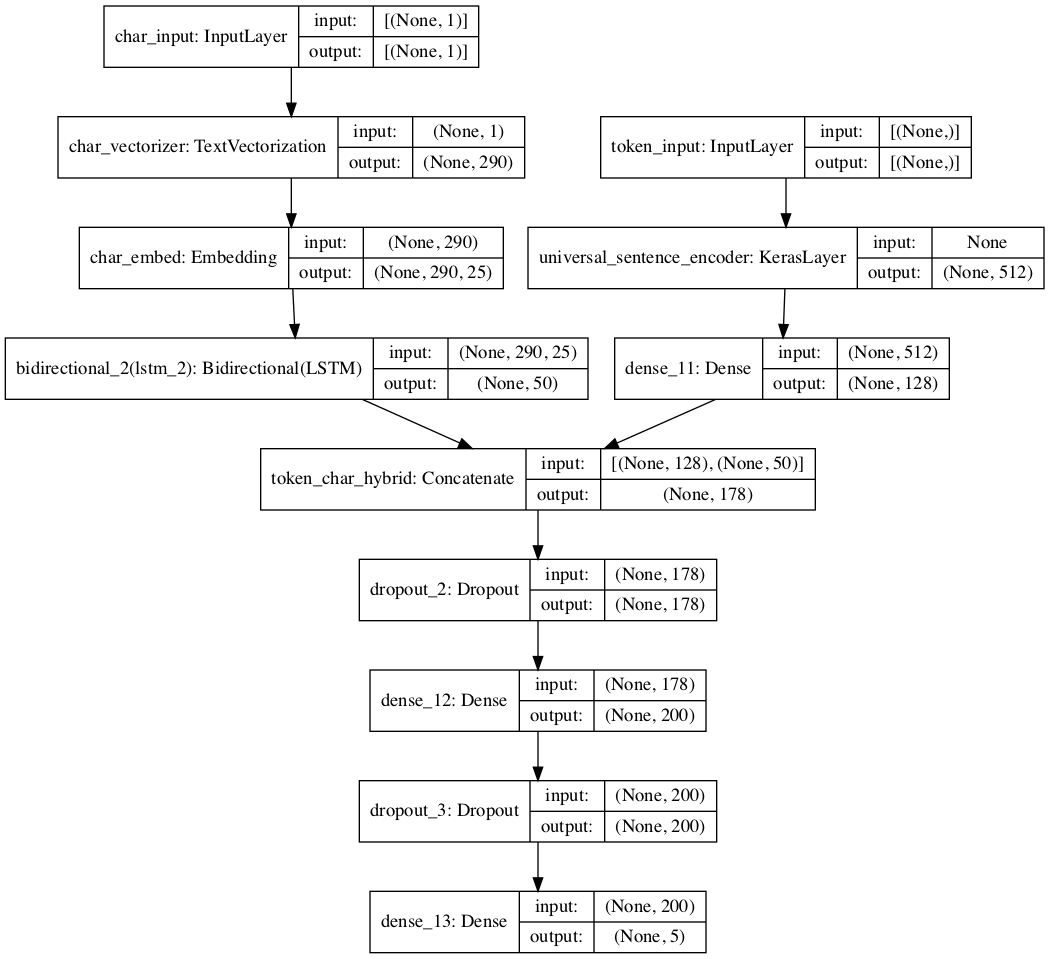 char_input: InputLayer
input:
[(None, 1)]
output:
[(None, 1)]
char_vectorizer: TextVectorization
input:
(None, 1)
output:
(None, 290)
token_input: InputLayer
input:
[(None,)]
output:
[(None,)]
char_embed: Embedding
input:
(None, 290)
output:
(None, 290, 25)
universal_sentence_encoder: KerasLayer
input:
None
output:
(None, 512)
bidirectional_2(lstm_2): Bidirectional(LSTM)
input:
(None, 290, 25)
output:
(None, 50)
dense_11: Dense
input:
(None, 512)
output:
(None, 128)
token_char_hybrid: Concatenate
input:
[(None, 128), (None, 50)]
output:
(None, 178)
dropout_2: Dropout
input:
(None, 178)
output:
(None, 178)
dense_12: Dense
input:
(None, 178)
output:
(None, 200)
dropout_3: Dropout
input:
(None, 200)
output:
(None, 200)
dense_13: Dense
input:
(None, 200)
output:
(None, 5)